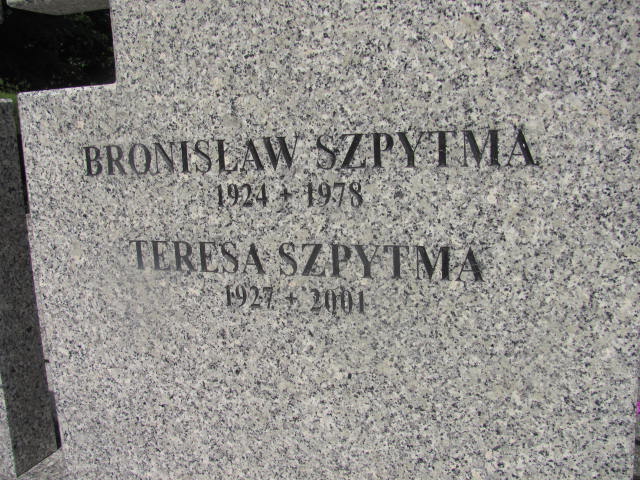 BRONISŁAW SZPYTMA
1924 + 1978
TERESA SZPYTMA
1927 + 2001